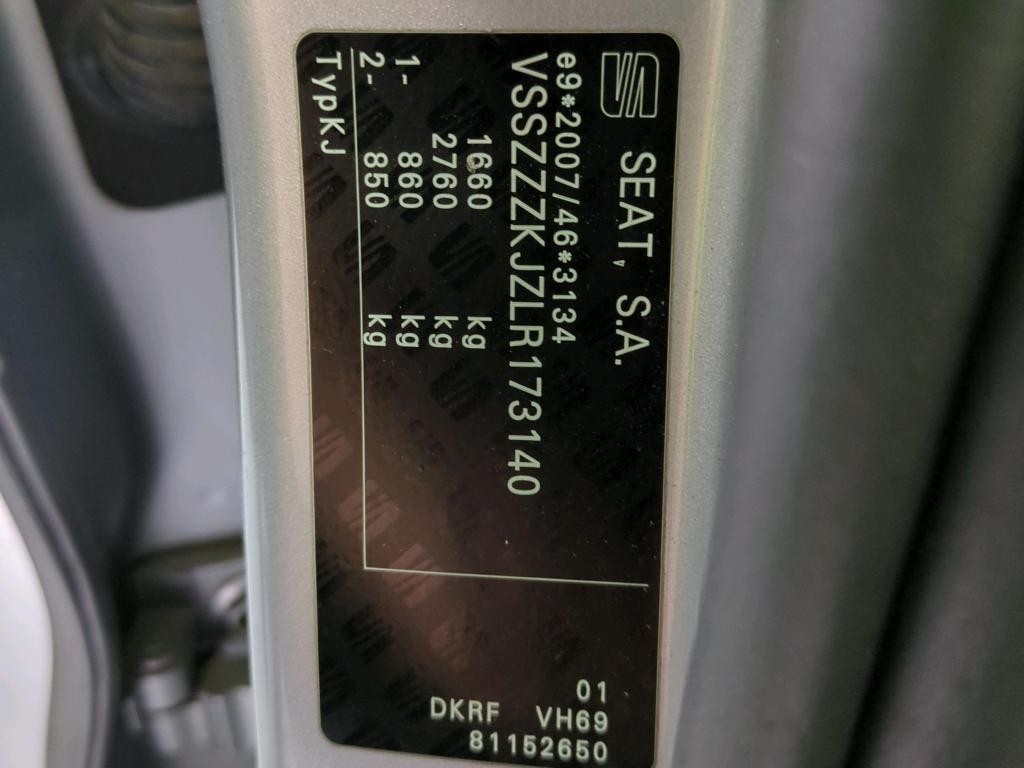 SEAT, S.A.
e9*2007/46*3134
VSSZZZKJZLR173140
1660 kg
2760 kg
1- 860 kg
2- 850 kg
TypKJ
01
DKRF VH69
81152650